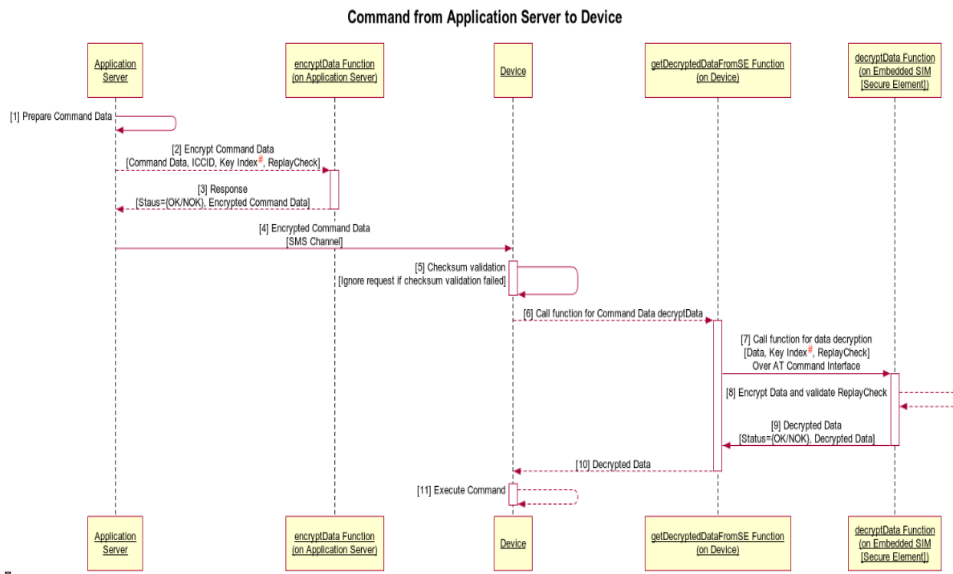 Command from Application Server to Device
Application
Server
encryptData Function
(on Application Server)
Device
getDecryptedDataFromSE Function
(on Device)
decryptData Function
(on Embedded SIM
[Secure Element])
[1] Prepare Command Data
[2] Encrypt Command Data
[Command Data, ICCID, Key Index#, ReplayCheck]
[3] Response
[Staus={OK/NOK}, Encrypted Command Data]
[4] Encrypted Command Data
[SMS Channel]
[5] Checksum validation
[Ignore request if checksum validation failed]
[6] Call function for Command Data decryptData
[7] Call function for data decryption
[Data, Key Index#, ReplayCheck]
Over AT Command Interface
[8] Encrypt Data and validate ReplayCheck
[9] Decrypted Data
[Status={OK/NOK}, Decrypted Data]
[10] Decrypted Data
[11] Execute Command
Application
Server
encryptData Function
(on Application Server)
Device
getDecryptedDataFromSE Function
(on Device)
decryptData Function
(on Embedded SIM
[Secure Element])